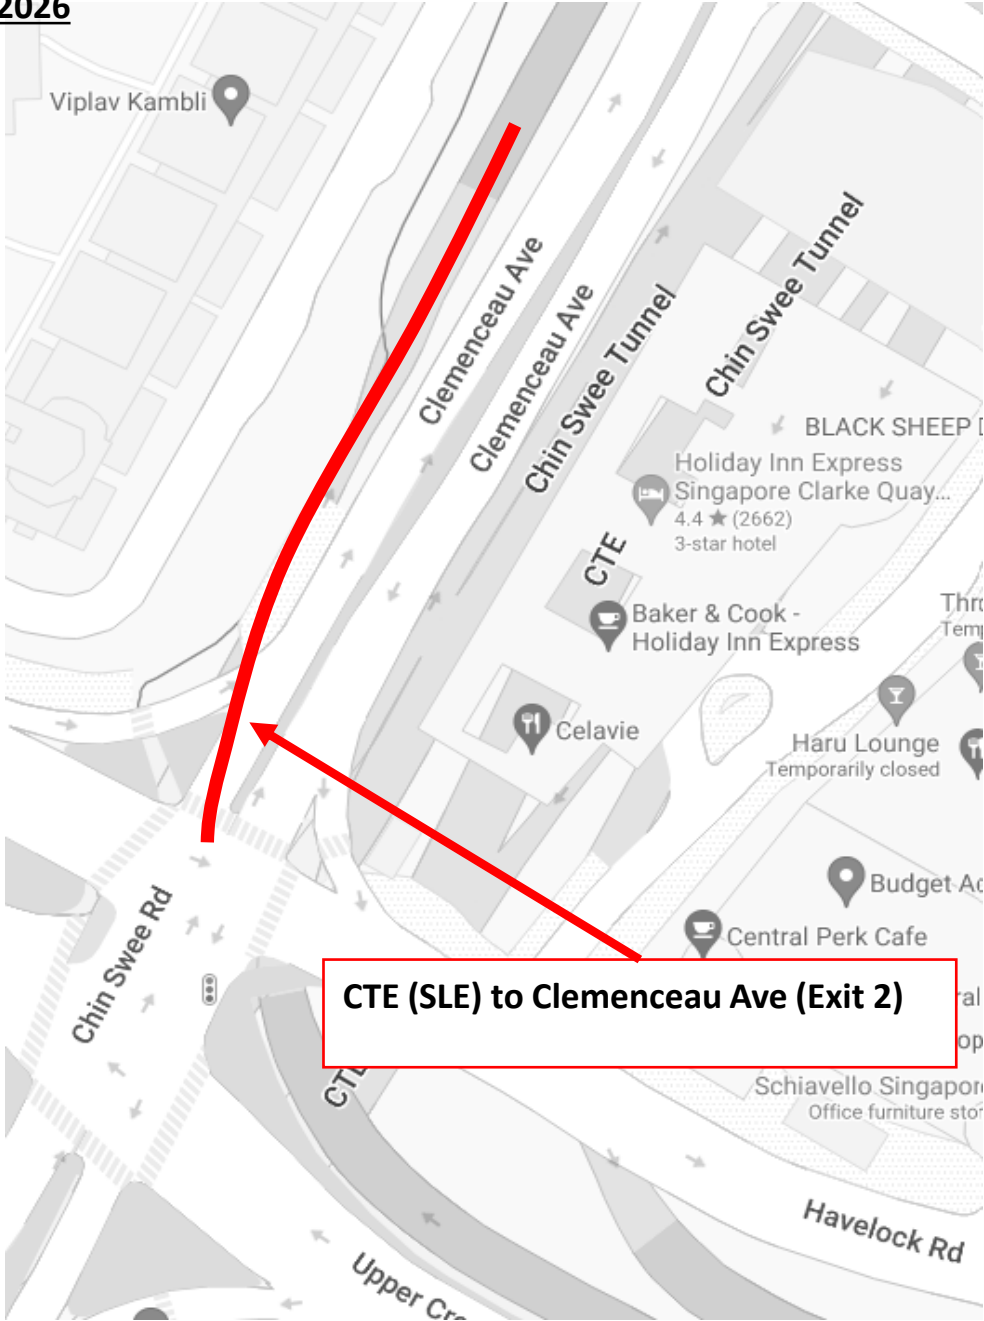 2026
Viplav Kambli
Clemenceau Ave
Clemenceau Ave
Chin Swee Tunnel
Chin Swee Tunnel
BLACK SHEEP
Holiday Inn Express
Singapore Clarke Quay...
4.4 ★ (2662)
3-star hotel
CTE
Baker & Cook -
Holiday Inn Express
Celavie
Haru Lounge
Temporarily closed
Budget
Central Perk Cafe
Chin Swee Rd
CTE (SLE) to Clemenceau Ave (Exit 2)
CTE
Schiavello Singapore
Office furniture
Havelock Rd
Upper